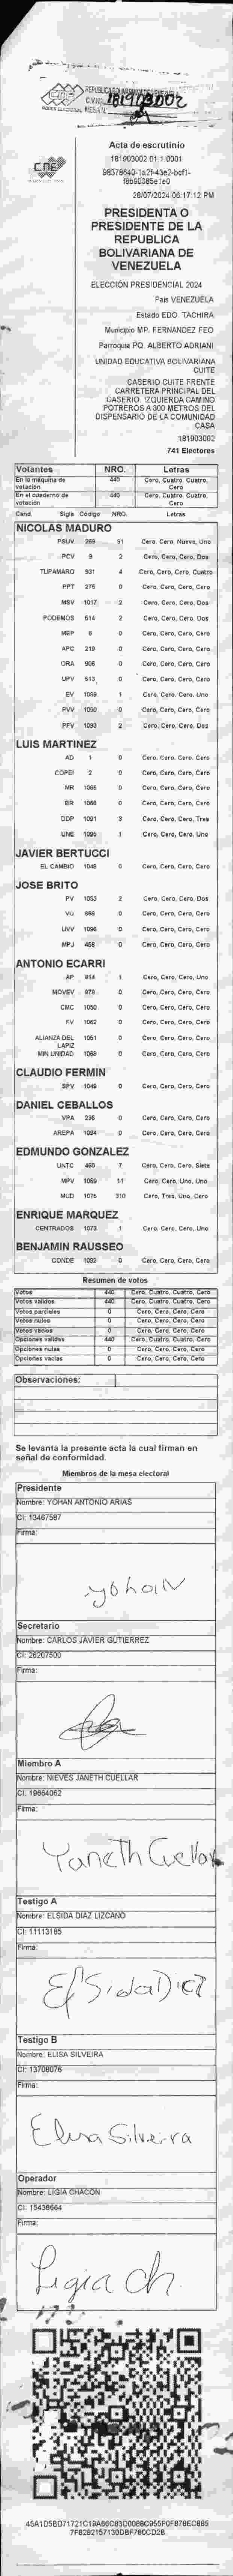 181903002
CNE
Acta de escrutinio
181903002.01.1.0001
28/07/2024 06:17:12 PM
PRESIDENTA O
PRESIDENTE DE LA
REPUBLICA
BOLIVARIANA DE
VENEZUELA
ELECCIÓN PRESIDENCIAL 2024
País VENEZUELA
Estado EDO. TACHIRA
Municipio MP. FERNANDEZ FEO
Parroquia PQ. ALBERTO ADRIANI
UNIDAD EDUCATIVA BOLIVARIANA
CUITE
CASERIO CUITE FRENTE
CARRETERA PRINCIPAL DEL
CASERIO. IZQUIERDA CAMINO
POTREROS A 300 METROS DEL
DISPENSARIO DE LA COMUNIDAD
CASA
181903002
741 Electores
Votantes NRO. Letras
En la máquina de votación 440 Cero, Cuatro, Cuatro, Cero
En el cuaderno de votación 440 Cero, Cuatro, Cuatro, Cero
Cand. Sigla Código NRO. Letras
NICOLAS MADURO
PSUV 269 91 Cero, Cero, Nueve, Uno
PCV 9 2 Cero, Cero, Cero, Dos
TUPAMARO 931 4 Cero, Cero, Cero, Cuatro
PPT 276 0 Cero, Cero, Cero, Cero
MSV 1017 2 Cero, Cero, Cero, Dos
PODEMOS 514 2 Cero, Cero, Cero, Dos
MEP 6 0 Cero, Cero, Cero, Cero
APC 219 0 Cero, Cero, Cero, Cero
ORA 906 0 Cero, Cero, Cero, Cero
UPV 513 0 Cero, Cero, Cero, Cero
EV 1089 1 Cero, Cero, Cero, Uno
PVV 1090 0 Cero, Cero, Cero, Cero
PFV 1093 2 Cero, Cero, Cero, Dos
LUIS MARTINEZ
AD 1 0 Cero, Cero, Cero, Cero
COPEI 2 0 Cero, Cero, Cero, Cero
MR 1065 0 Cero, Cero, Cero, Cero
BR 1066 0 Cero, Cero, Cero, Cero
DDP 1091 3 Cero, Cero, Cero, Tres
UNE 1095 1 Cero, Cero, Cero, Uno
JAVIER BERTUCCI
EL CAMBIO 1048 0 Cero, Cero, Cero, Cero
JOSE BRITO
PV 1053 2 Cero, Cero, Cero, Dos
VU 868 0 Cero, Cero, Cero, Cero
UVV 1096 0 Cero, Cero, Cero, Cero
MPJ 456 0 Cero, Cero, Cero, Cero
ANTONIO ECARRI
AP 914 1 Cero, Cero, Cero, Uno
MOVEV 979 0 Cero, Cero, Cero, Cero
CMC 1050 0 Cero, Cero, Cero, Cero
FV 1062 0 Cero, Cero, Cero, Cero
ALIANZA DEL LAPIZ 1051 0 Cero, Cero, Cero, Cero
MIN UNIDAD 1068 0 Cero, Cero, Cero, Cero
CLAUDIO FERMIN
SPV 1049 0 Cero, Cero, Cero, Cero
DANIEL CEBALLOS
VPA 236 0 Cero, Cero, Cero, Cero
AREPA 1094 0 Cero, Cero, Cero, Cero
EDMUNDO GONZALEZ
UNTC 460 7 Cero, Cero, Cero, Siete
MPV 1069 11 Cero, Cero, Uno, Uno
MUD 1075 310 Cero, Tres, Uno, Cero
ENRIQUE MARQUEZ
CENTRADOS 1073 1 Cero, Cero, Cero, Uno
BENJAMIN RAUSSEO
CONDE 1092 0 Cero, Cero, Cero, Cero
Resumen de votos
Votos 440 Cero, Cuatro, Cuatro, Cero
Votos válidos 440 Cero, Cuatro, Cuatro, Cero
Votos parciales 0 Cero, Cero, Cero, Cero
Votos nulos 0 Cero, Cero, Cero, Cero
Votos vacíos 0 Cero, Cero, Cero, Cero
Opciones válidas 440 Cero, Cuatro, Cuatro, Cero
Opciones nulas 0 Cero, Cero, Cero, Cero
Opciones vacías 0 Cero, Cero, Cero, Cero
Observaciones:
Se levanta la presente acta la cual firman en
señal de conformidad.
Miembros de la mesa electoral
Presidente
Nombre: YOHAN ANTONIO ARIAS
CI: 13467587
Firma:
yohan
Secretario
Nombre: CARLOS JAVIER GUTIERREZ
CI: 26207500
Firma:
Miembro A
Nombre: NIEVES JANETH CUELLAR
CI: 19664062
Firma:
Yaneth Cuellar
Testigo A
Nombre: ELSIDA DIAZ LIZCANO
CI: 11113185
Firma:
Elsida Diaz
Testigo B
Nombre: ELISA SILVEIRA
CI: 13708076
Firma:
Elisa Silveira
Operador
Nombre: LIGIA CHACON
CI: 15438664
Firma:
Ligia ch